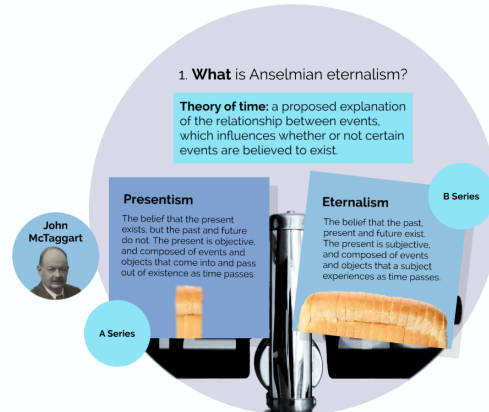 1. What is Anselmian eternalism?
Theory of time: a proposed explanation
of the relationship between events,
which influences whether or not certain
events are believed to exist.
B Series
Presentism
The belief that the present
exists, but the past and future
do not. The present is objective,
and composed of events and
objects that come into and pass
out of existence as time passes.
Eternalism
The belief that the past,
present and future exist.
The present is subjective,
and composed of events
and objects that a subject
experiences as time passes.
John
McTaggart
A Series